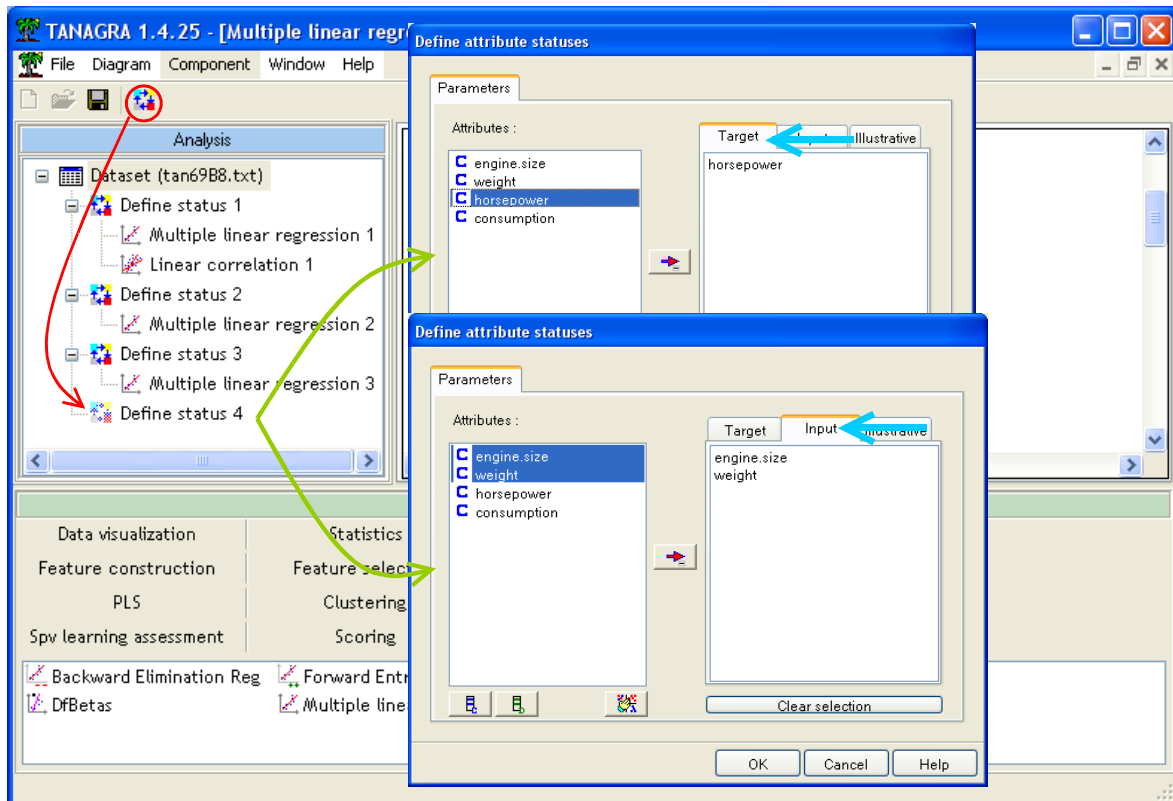 TANAGRA 1.4.25 - [Multiple linear regr
File Diagram Component Window Help
Analysis
Dataset (tan69B8.txt)
Define status 1
Multiple linear regression 1
Linear correlation 1
Define status 2
Multiple linear regression 2
Define status 3
Multiple linear regression 3
Define status 4
Define attribute statuses
Parameters
Attributes :
engine.size
weight
horsepower
consumption
Target Illustrative
horsepower
Define attribute statuses
Parameters
Attributes :
engine.size
weight
horsepower
consumption
Target Input Illustrative
engine.size
weight
Clear selection
OK Cancel Help
Data visualization Statistics
Feature construction Feature selec
PLS Clustering
Spv learning assessment Scoring
Backward Elimination Reg Forward Entr
DfBetas Multiple line